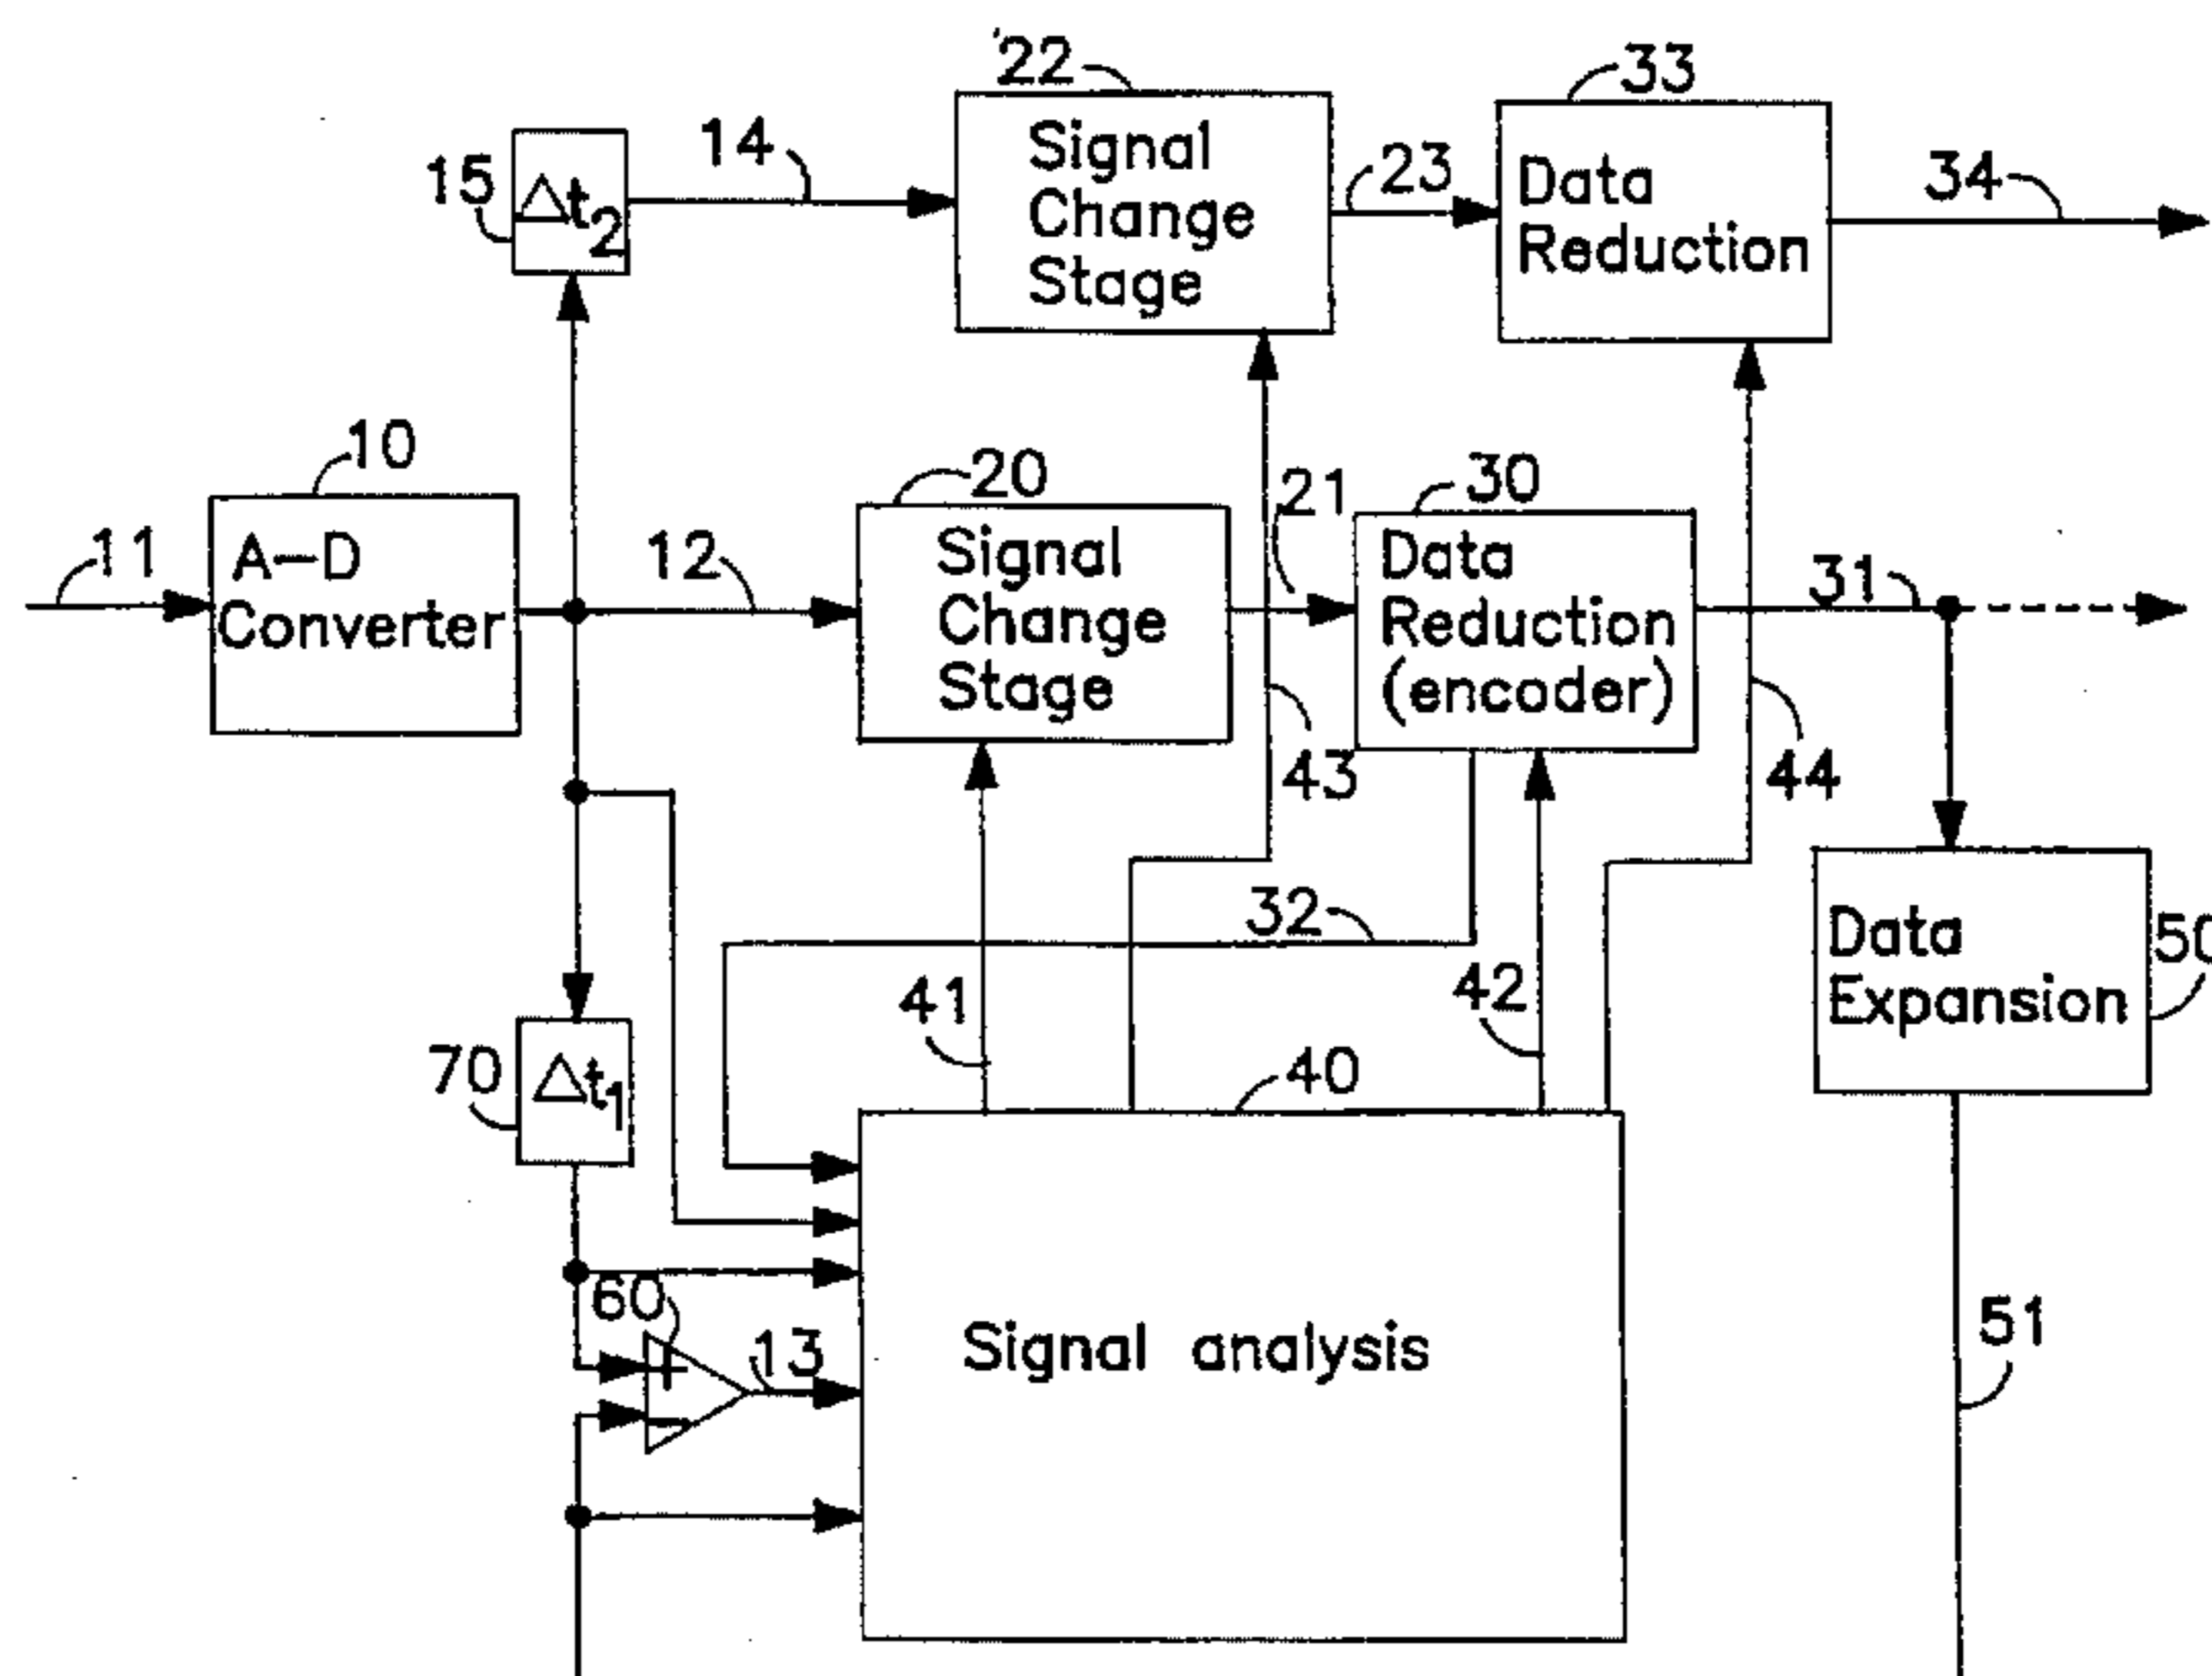 22
Signal
Change
Stage
33
Data
Reduction
15
Δt2
14
23
34
10
A-D
Converter
11
12
20
Signal
Change
Stage
21
30
Data
Reduction
(encoder)
31
43
44
32
41
42
Data
Expansion
50
70
Δt1
40
60
+
13
−
Signal analysis
51